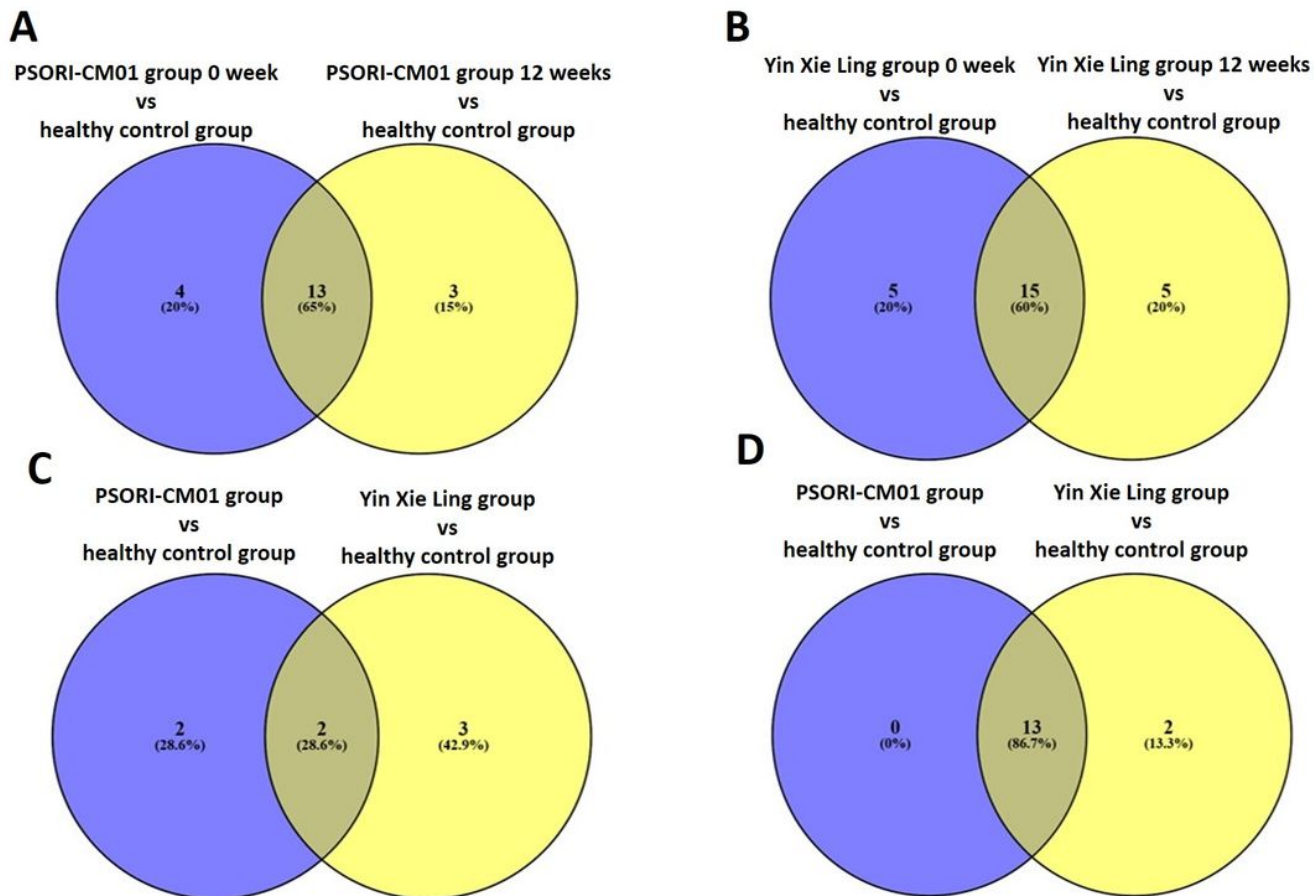 A
PSORI-CM01 group 0 week
vs
healthy control group
PSORI-CM01 group 12 weeks
vs
healthy control group
4
(20%)
13
(65%)
3
(15%)
B
Yin Xie Ling group 0 week
vs
healthy control group
Yin Xie Ling group 12 weeks
vs
healthy control group
5
(20%)
15
(60%)
5
(20%)
C
PSORI-CM01 group
vs
healthy control group
Yin Xie Ling group
vs
healthy control group
2
(28.6%)
2
(28.6%)
3
(42.9%)
D
PSORI-CM01 group
vs
healthy control group
Yin Xie Ling group
vs
healthy control group
0
(0%)
13
(86.7%)
2
(13.3%)